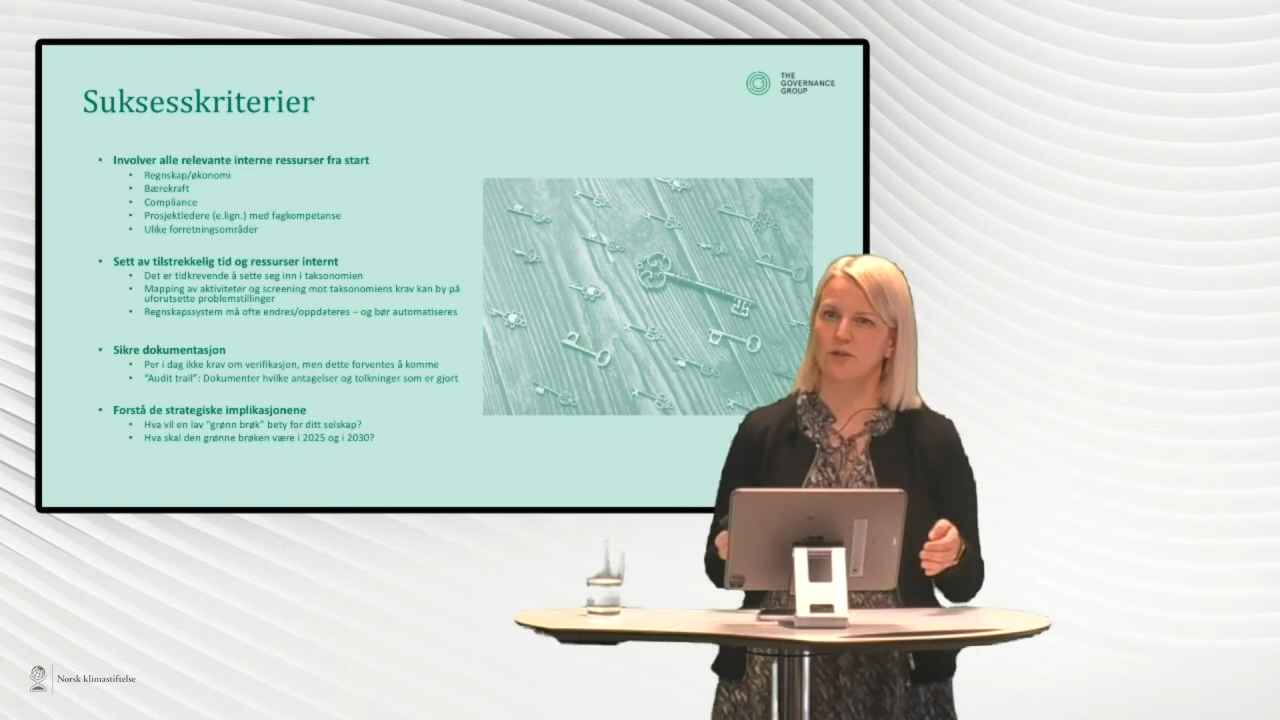 Suksesskriterier
THE
GOVERNANCE
GROUP
• Involver alle relevante interne ressurser fra start
• Regnskap/økonomi
• Bærekraft
• Compliance
• Prosjektledere (e.lign.) med fagkompetanse
• Ulike forretningsområder
• Sett av tilstrekkelig tid og ressurser internt
• Det er tidkrevende å sette seg inn i taksonomien
• Mapping av aktiviteter og screening mot taksonomiens krav kan by på
uforutsette problemstillinger
• Regnskapssystem må ofte endres/oppdateres – og bør automatiseres
• Sikre dokumentasjon
• Per i dag ikke krav om verifikasjon, men dette forventes å komme
• “Audit trail”: Dokumenter hvilke antagelser og tolkninger som er gjort
• Forstå de strategiske implikasjonene
• Hva vil en lav “grønn brøk” bety for ditt selskap?
• Hva skal den grønne brøken være i 2025 og i 2030?
Norsk klimastiftelse